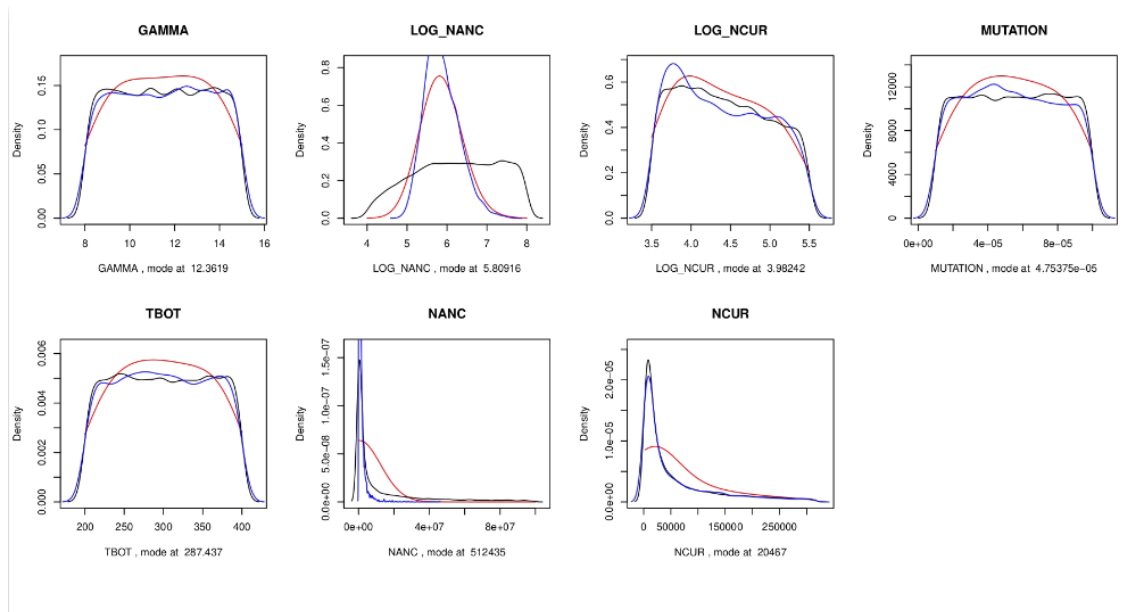 GAMMA
Density
0.00
0.05
0.10
0.15
8 10 12 14 16
GAMMA , mode at 12.3619
LOG_NANC
Density
0.0
0.2
0.4
0.6
0.8
4 5 6 7 8
LOG_NANC , mode at 5.80916
LOG_NCUR
Density
0.0
0.2
0.4
0.6
3.5 4.0 4.5 5.0 5.5
LOG_NCUR , mode at 3.98242
MUTATION
Density
0
4000
8000
12000
0e+00 4e-05 8e-05
MUTATION , mode at 4.75375e-05
TBOT
Density
0.000
0.002
0.004
0.006
200 250 300 350 400
TBOT , mode at 287.437
NANC
Density
0.0e+00
5.0e-08
1.0e-07
1.5e-07
0e+00 4e+07 8e+07
NANC , mode at 512435
NCUR
Density
0.0e+00
1.0e-05
2.0e-05
0 50000 150000 250000
NCUR , mode at 20467